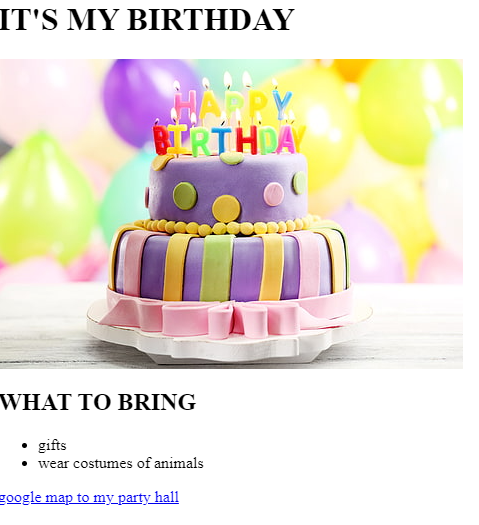 IT'S MY BIRTHDAY
HAPPY
BIRTHDAY
WHAT TO BRING
gifts
wear costumes of animals
google map to my party hall